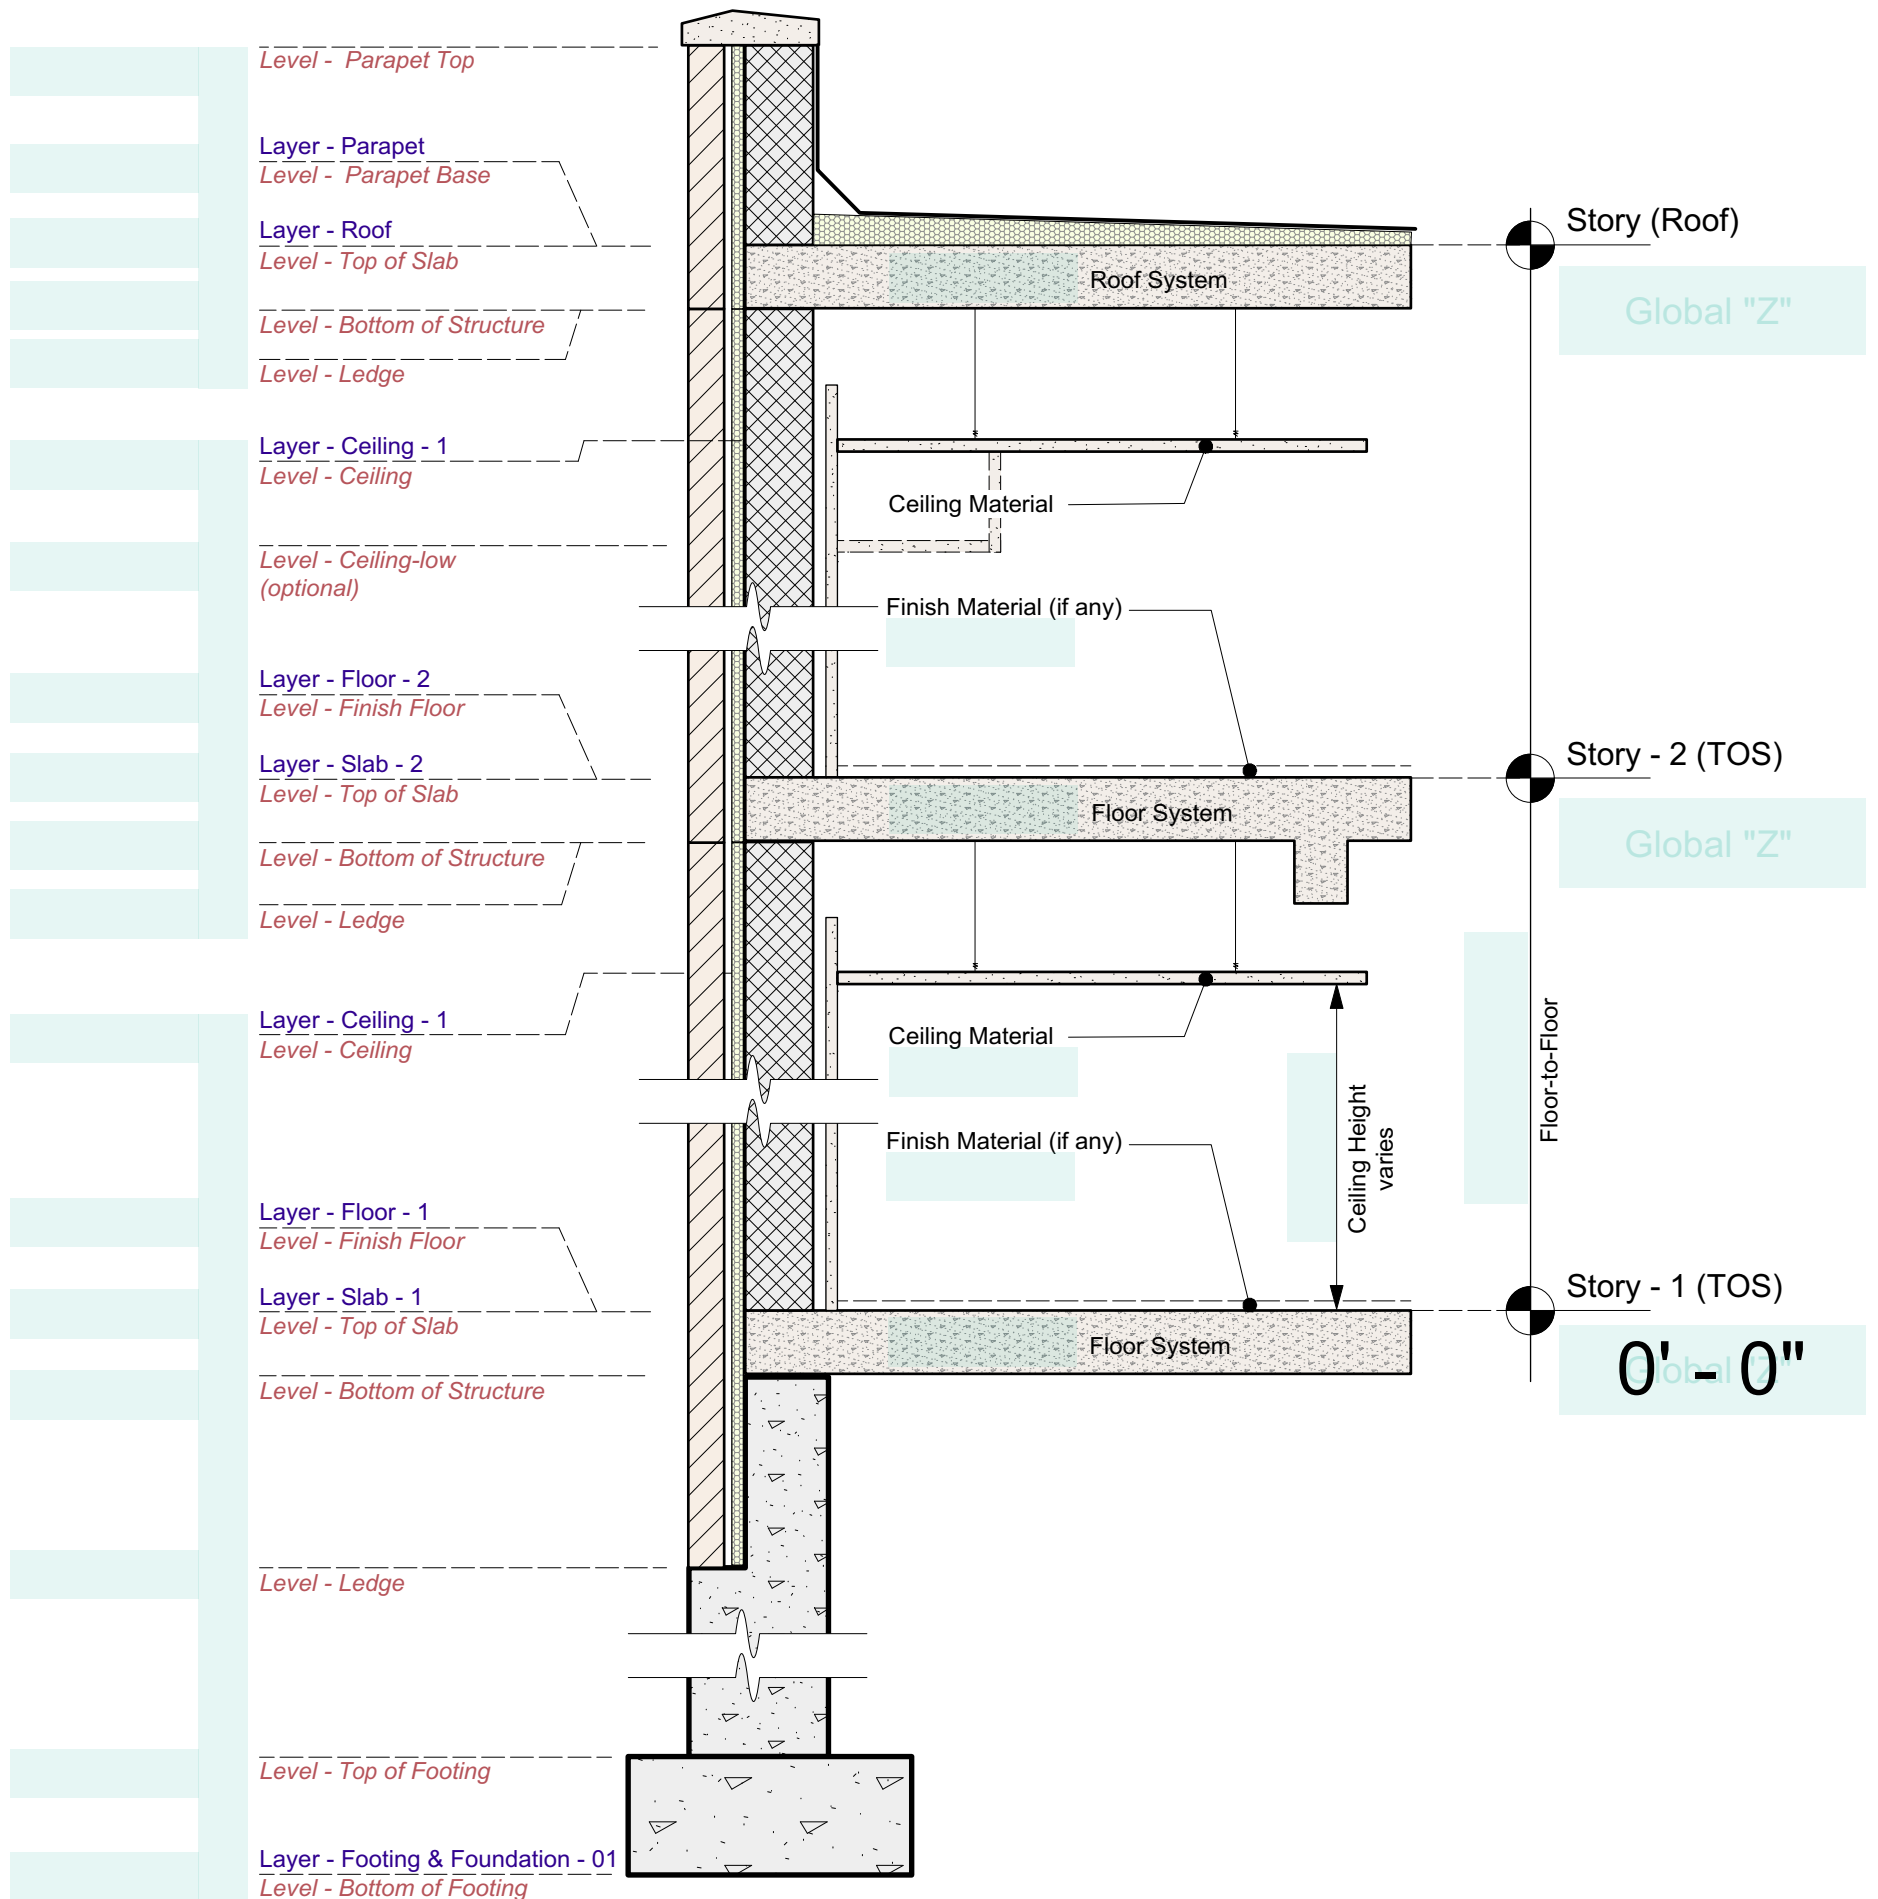 Level -  Parapet Top
Layer - Parapet
Level -  Parapet Base
Layer - Roof
Level - Top of Slab
Level - Bottom of Structure
Level - Ledge
Layer - Ceiling - 1
Level - Ceiling
Level - Ceiling-low
(optional)
Layer - Floor - 2
Level - Finish Floor
Layer - Slab - 2
Level - Top of Slab
Level - Bottom of Structure
Level - Ledge
Layer - Ceiling - 1
Level - Ceiling
Layer - Floor - 1
Level - Finish Floor
Layer - Slab - 1
Level - Top of Slab
Level - Bottom of Structure
Level - Ledge
Level - Top of Footing
Layer - Footing & Foundation - 01
Level - Bottom of Footing
Roof System
Ceiling Material
Finish Material (if any)
Floor System
Ceiling Material
Finish Material (if any)
Ceiling Height
varies
Floor System
Floor-to-Floor
Story (Roof)
Global "Z"
Story - 2 (TOS)
Global "Z"
Story - 1 (TOS)
Global "Z"
0' - 0"